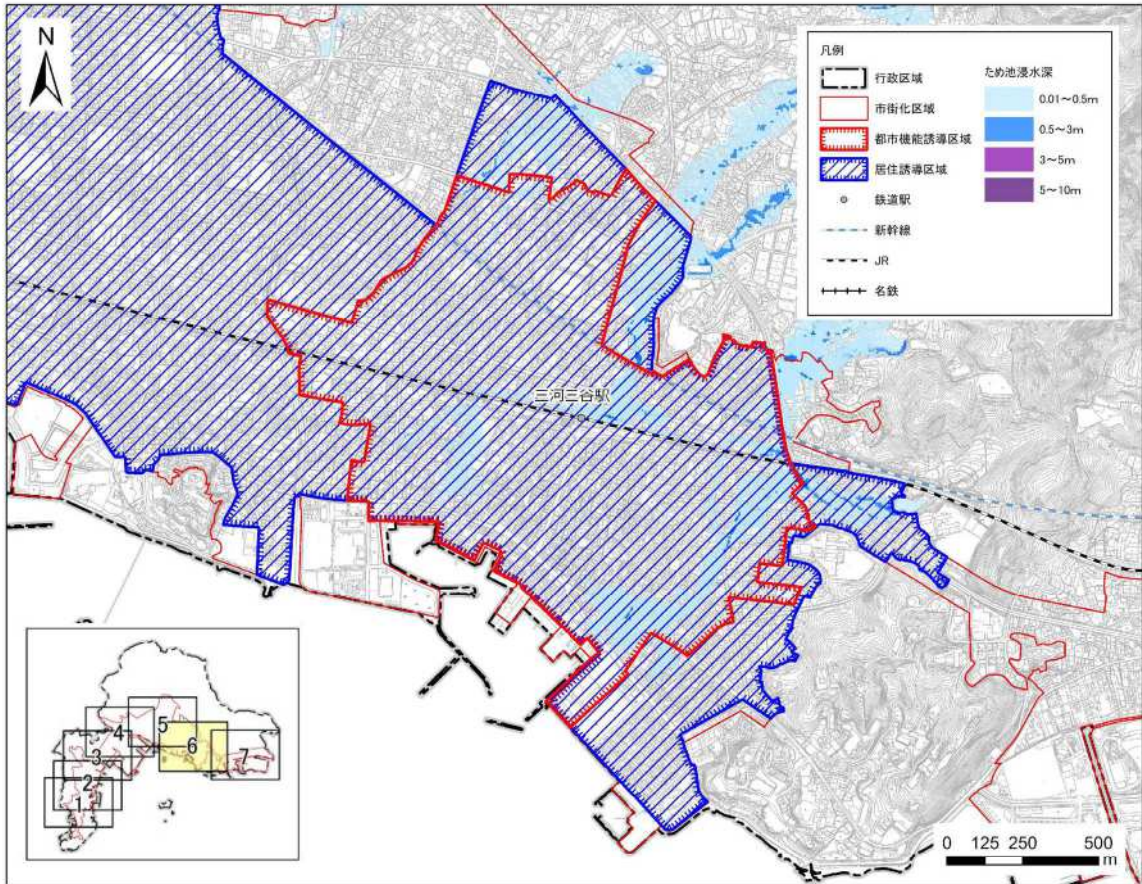 N
凡例
行政区域
市街化区域
都市機能誘導区域
居住誘導区域
鉄道駅
新幹線
JR
名鉄
ため池浸水深
0.01～0.5m
0.5～3m
3～5m
5～10m
三河三谷駅
5
4
6
3
7
2
1
0 125 250 500
m